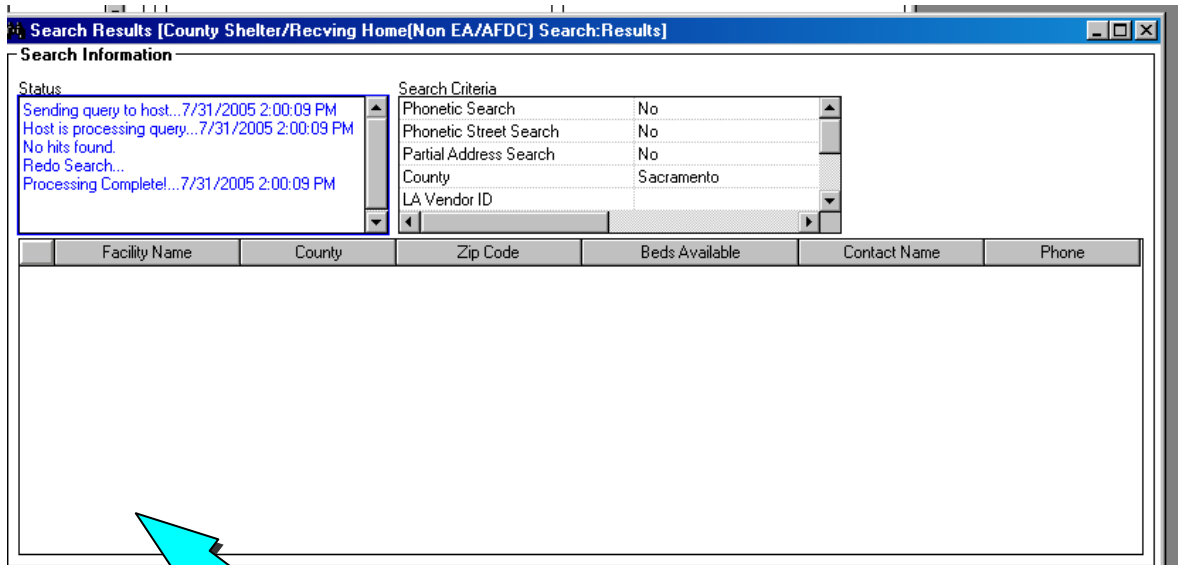 Search Results [County Shelter/Recving Home(Non EA/AFDC) Search:Results]
Search Information
Status
Sending query to host...7/31/2005 2:00:09 PM
Host is processing query...7/31/2005 2:00:09 PM
No hits found.
Redo Search...
Processing Complete!...7/31/2005 2:00:09 PM
Search Criteria
Phonetic Search No
Phonetic Street Search No
Partial Address Search No
County Sacramento
LA Vendor ID
Facility Name County Zip Code Beds Available Contact Name Phone